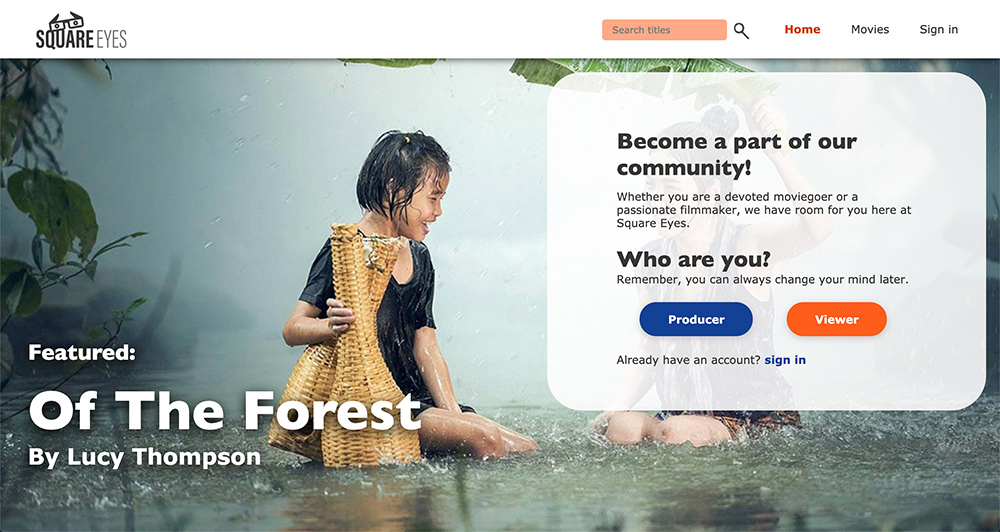 SQUARE EYES
Search titles
Home
Movies
Sign in
Become a part of our
community!
Whether you are a devoted moviegoer or a
passionate filmmaker, we have room for you here at
Square Eyes.
Who are you?
Remember, you can always change your mind later.
Producer
Viewer
Already have an account? sign in
Featured:
Of The Forest
By Lucy Thompson